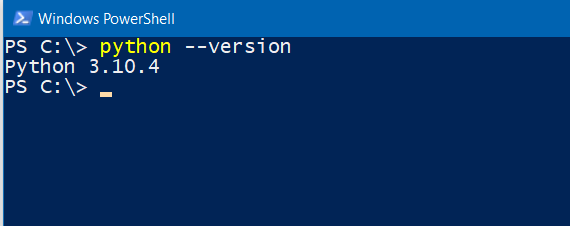 Windows PowerShell
PS C:\> python --version
Python 3.10.4
PS C:\>